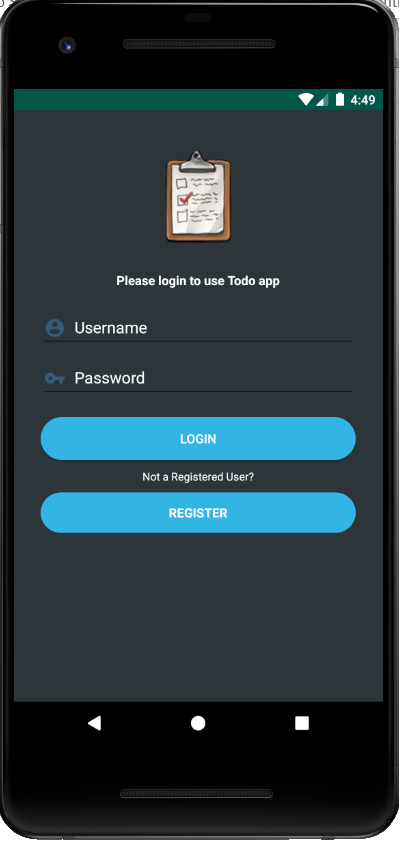 4:49
Please login to use Todo app
Username
Password
LOGIN
Not a Registered User?
REGISTER